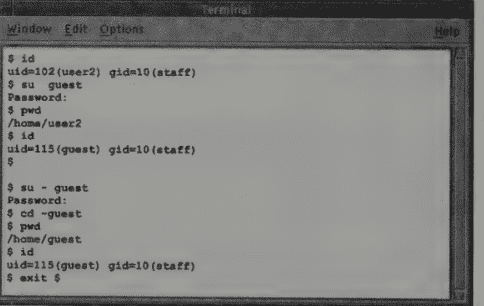 Terminal
Window Edit Options Help
$ id
uid=102(user2) gid=10(staff)
$ su guest
Password:
$ pwd
/home/user2
$ id
uid=115(guest) gid=10(staff)
$
$ su - guest
Password:
$ cd ~guest
$ pwd
/home/guest
$ id
uid=115(guest) gid=10(staff)
$ exit $